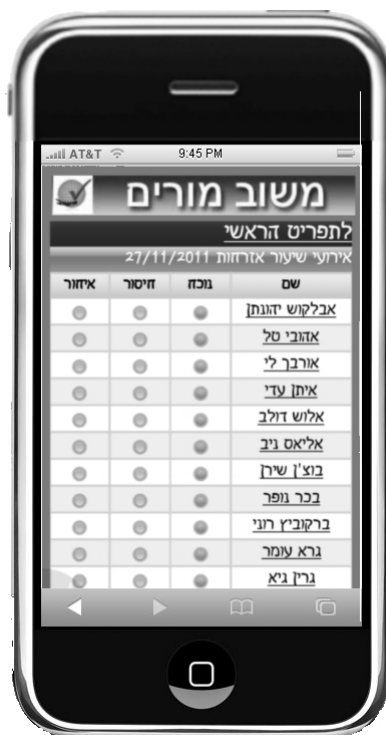 AT&T 9:45 PM
משוב מורים
לתפריט הראשי
אירועי שיעור אזרחות 27/11/2011
שם נוכח חיסור איחור
אבלקוש יהונתן
אהובי טל
אורבך לי
איתן עדי
אלוש דולב
אליאס ניב
בוצ'ן שירן
בכר נופר
ברקוביץ רוני
גרא עומר
גרין גיא